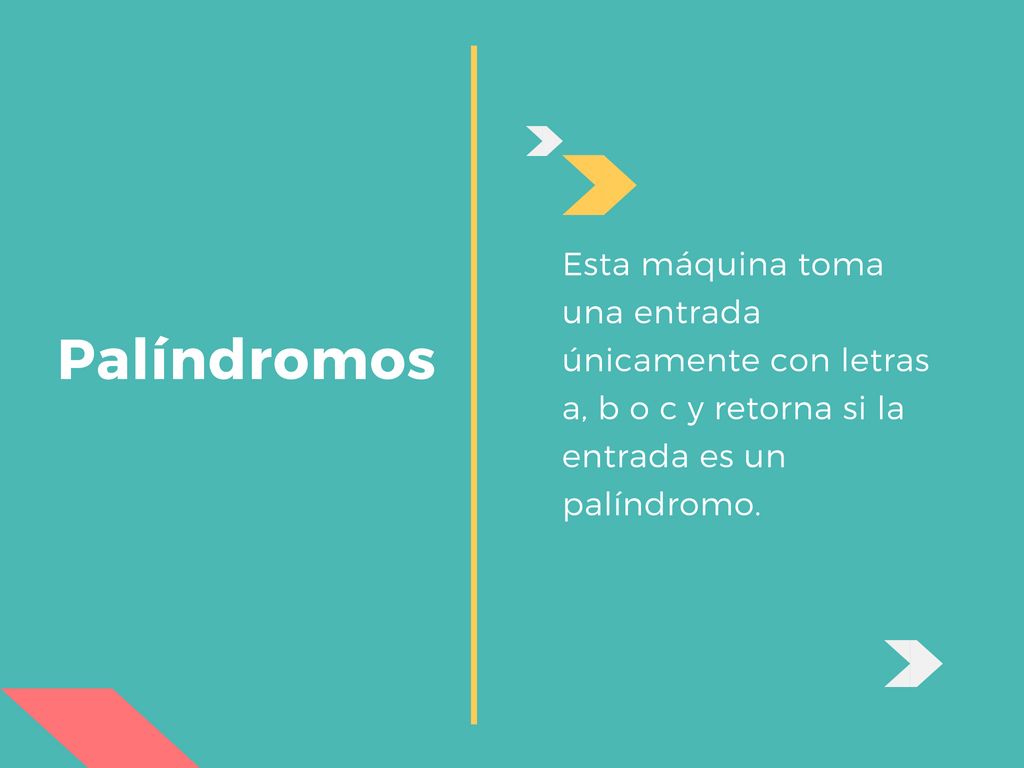 Palíndromos
Esta máquina toma
una entrada
únicamente con letras
a, b o c y retorna si la
entrada es un
palíndromo.